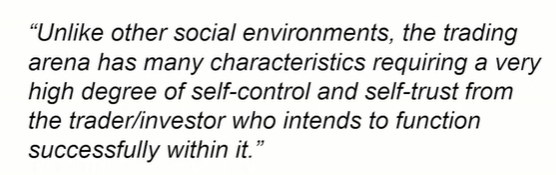 “Unlike other social environments, the trading
arena has many characteristics requiring a very
high degree of self-control and self-trust from
the trader/investor who intends to function
successfully within it.”